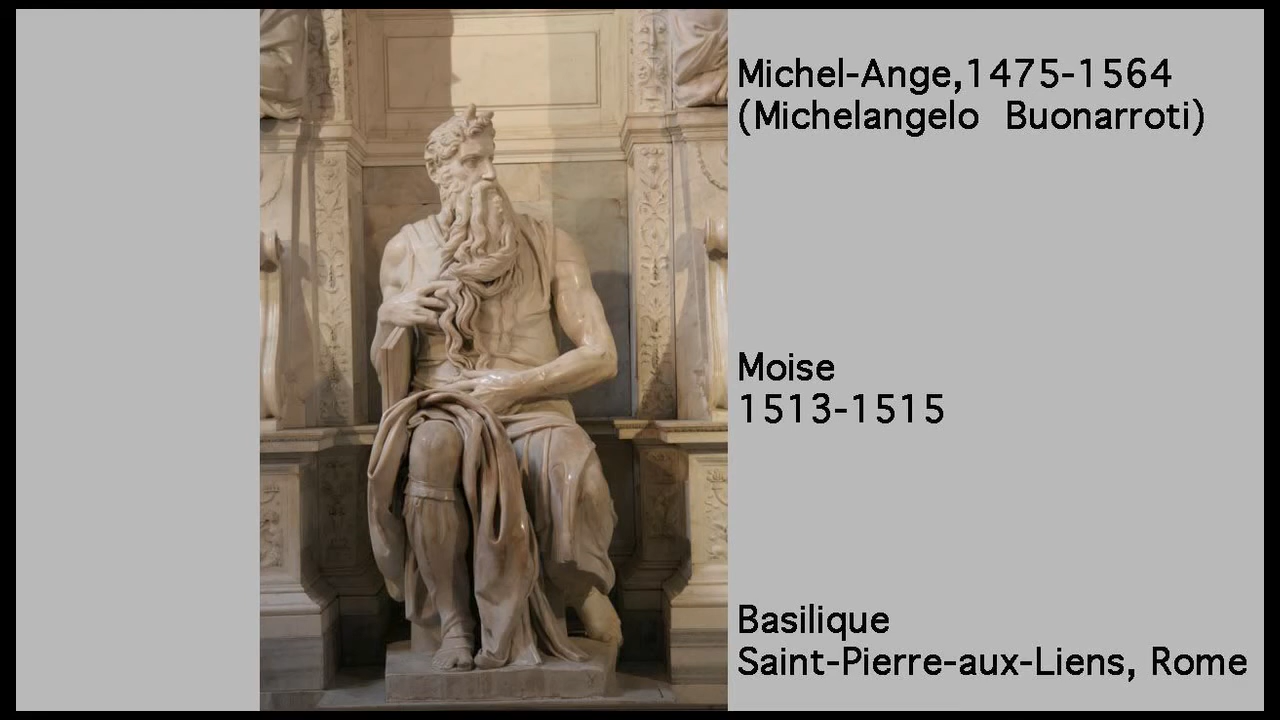 Michel-Ange,1475-1564
(Michelangelo Buonarroti)
Moise
1513-1515
Basilique
Saint-Pierre-aux-Liens, Rome